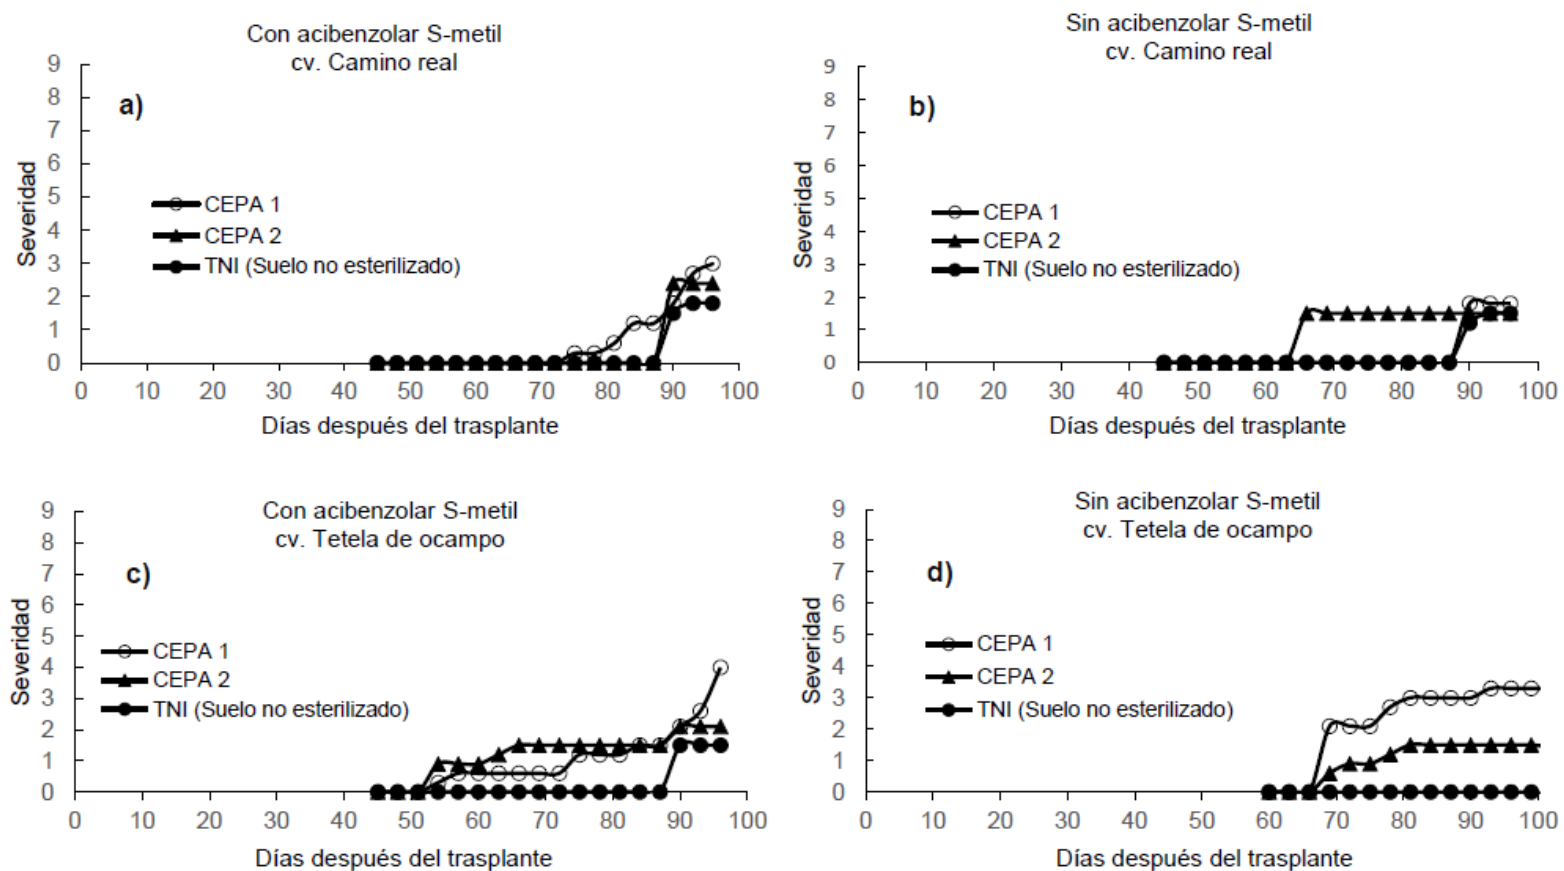 Con acibenzolar S-metil
cv. Camino real
a)
9
8
7
6
5
4
3
2
1
0
Severidad
CEPA 1
CEPA 2
TNI (Suelo no esterilizado)
0 10 20 30 40 50 60 70 80 90 100
Días después del trasplante
Sin acibenzolar S-metil
cv. Camino real
b)
9
8
7
6
5
4
3
2
1
0
Severidad
CEPA 1
CEPA 2
TNI (Suelo no esterilizado)
0 10 20 30 40 50 60 70 80 90 100
Días después del trasplante
Con acibenzolar S-metil
cv. Tetela de ocampo
c)
9
8
7
6
5
4
3
2
1
0
Severidad
CEPA 1
CEPA 2
TNI (Suelo no esterilizado)
0 10 20 30 40 50 60 70 80 90 100
Días después del trasplante
Sin acibenzolar S-metil
cv. Tetela de ocampo
d)
9
8
7
6
5
4
3
2
1
0
Severidad
CEPA 1
CEPA 2
TNI (Suelo no esterilizado)
0 10 20 30 40 50 60 70 80 90 100
Días después del trasplante